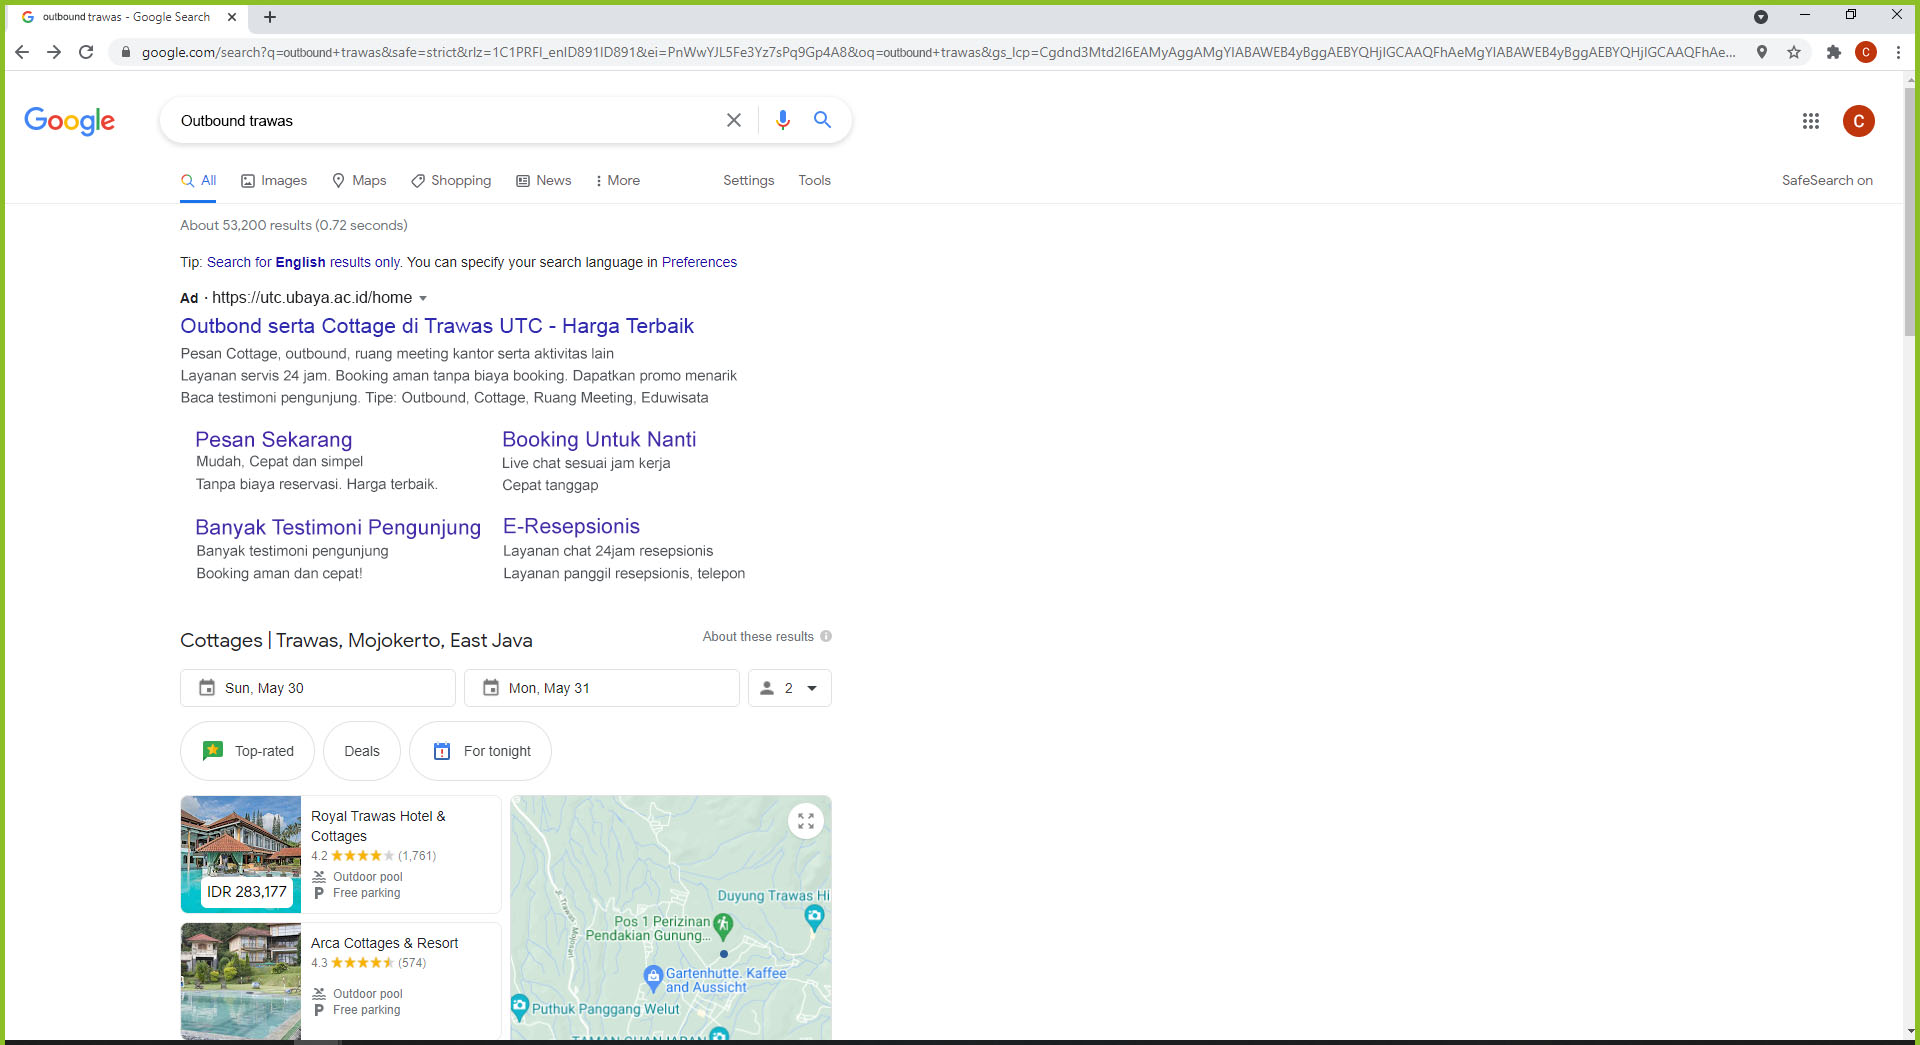 outbound trawas - Google Search
google.com/search?q=outbound+trawas&safe=strict&rlz=1C1PRFI_enID891ID891&ei=PnWwYJL5Fe3Yz7sPq9Gp4A8&oq=outbound+trawas&gs_lcp=Cgdnd3Mtd2l6EAMyAggAMgYIABAWEB4yBggAEBYQHjIGCAAQFhAeMgYIABAWEB4yBggAEBYQHjIGCAAQFhAe...
C
Google
Outbound trawas
C
All
Images
Maps
Shopping
News
More
Settings
Tools
SafeSearch on
About 53,200 results (0.72 seconds)
Tip: Search for English results only. You can specify your search language in Preferences
Ad · https://utc.ubaya.ac.id/home
Outbond serta Cottage di Trawas UTC - Harga Terbaik
Pesan Cottage, outbound, ruang meeting kantor serta aktivitas lain
Layanan servis 24 jam. Booking aman tanpa biaya booking. Dapatkan promo menarik
Baca testimoni pengunjung. Tipe: Outbound, Cottage, Ruang Meeting, Eduwisata
Pesan Sekarang
Mudah, Cepat dan simpel
Tanpa biaya reservasi. Harga terbaik.
Booking Untuk Nanti
Live chat sesuai jam kerja
Cepat tanggap
Banyak Testimoni Pengunjung
Banyak testimoni pengunjung
Booking aman dan cepat!
E-Resepsionis
Layanan chat 24jam resepsionis
Layanan panggil resepsionis, telepon
Cottages | Trawas, Mojokerto, East Java
About these results
Sun, May 30
Mon, May 31
2
Top-rated
Deals
For tonight
Royal Trawas Hotel &
Cottages
4.2 (1,761)
Outdoor pool
P Free parking
IDR 283,177
Arca Cottages & Resort
4.3 (574)
Outdoor pool
P Free parking
Duyung Trawas Hi
Pos 1 Perizinan
Pendakian Gunung...
Jl. Trawas - Mojosari
Gartenhutte. Kaffee
and Aussicht
Puthuk Panggang Welut